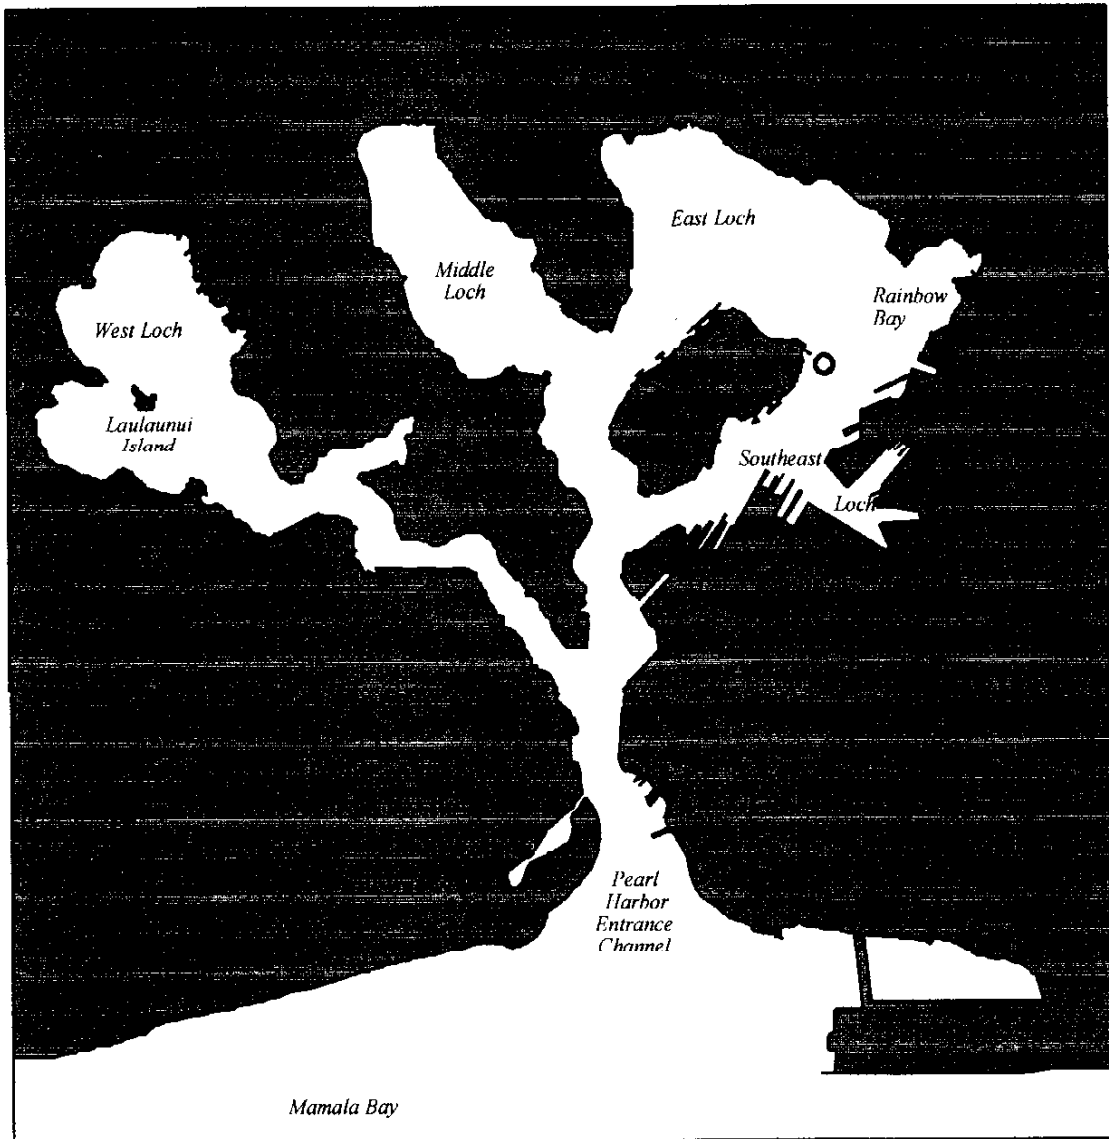 East Loch
Middle
Loch
Rainbow
Bay
West Loch
Laulaunui
Island
Southeast
Loch
Pearl
Harbor
Entrance
Channel
Mamala Bay